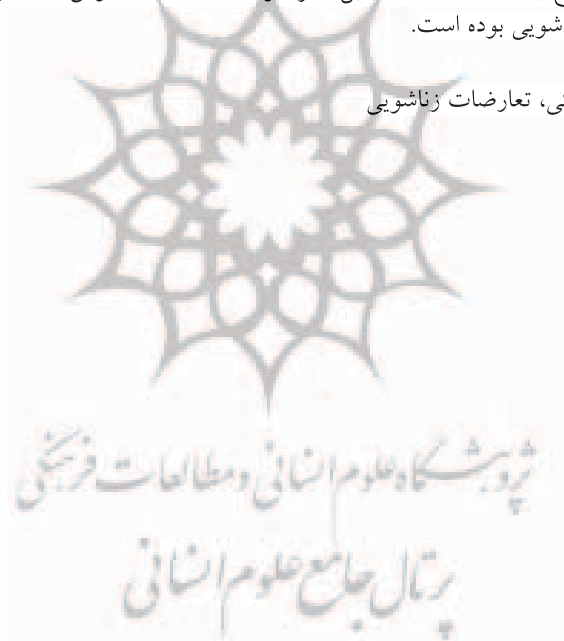 شویی بوده است.
تعارضات زناشویی
پژوهشگاه علوم انسانی و مطالعات فرهنگی
پرتال جامع علوم انسانی